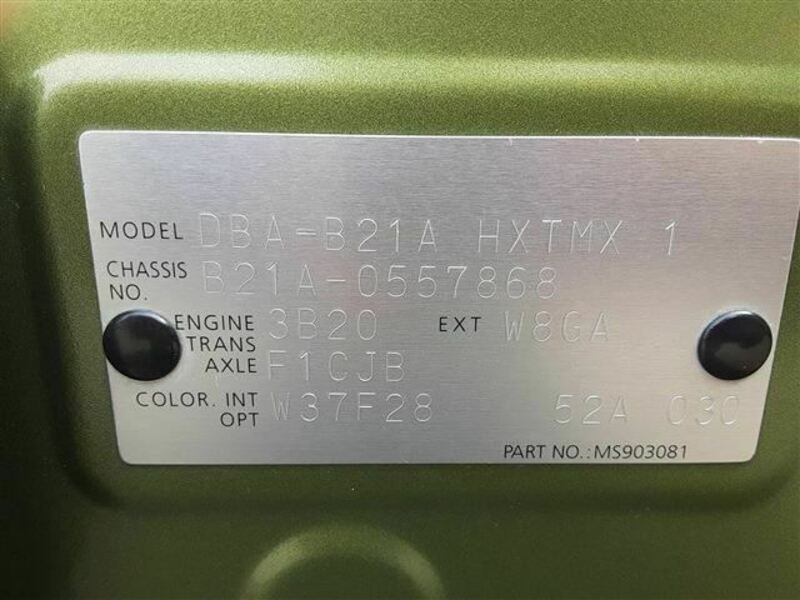 MODEL DBA-B21A HXTMX 1
CHASSIS NO. B21A-0557868
ENGINE 3B20 EXT W8GA
TRANS AXLE F1CJB
COLOR. INT OPT W37F28 52A 030
PART NO.:MS903081